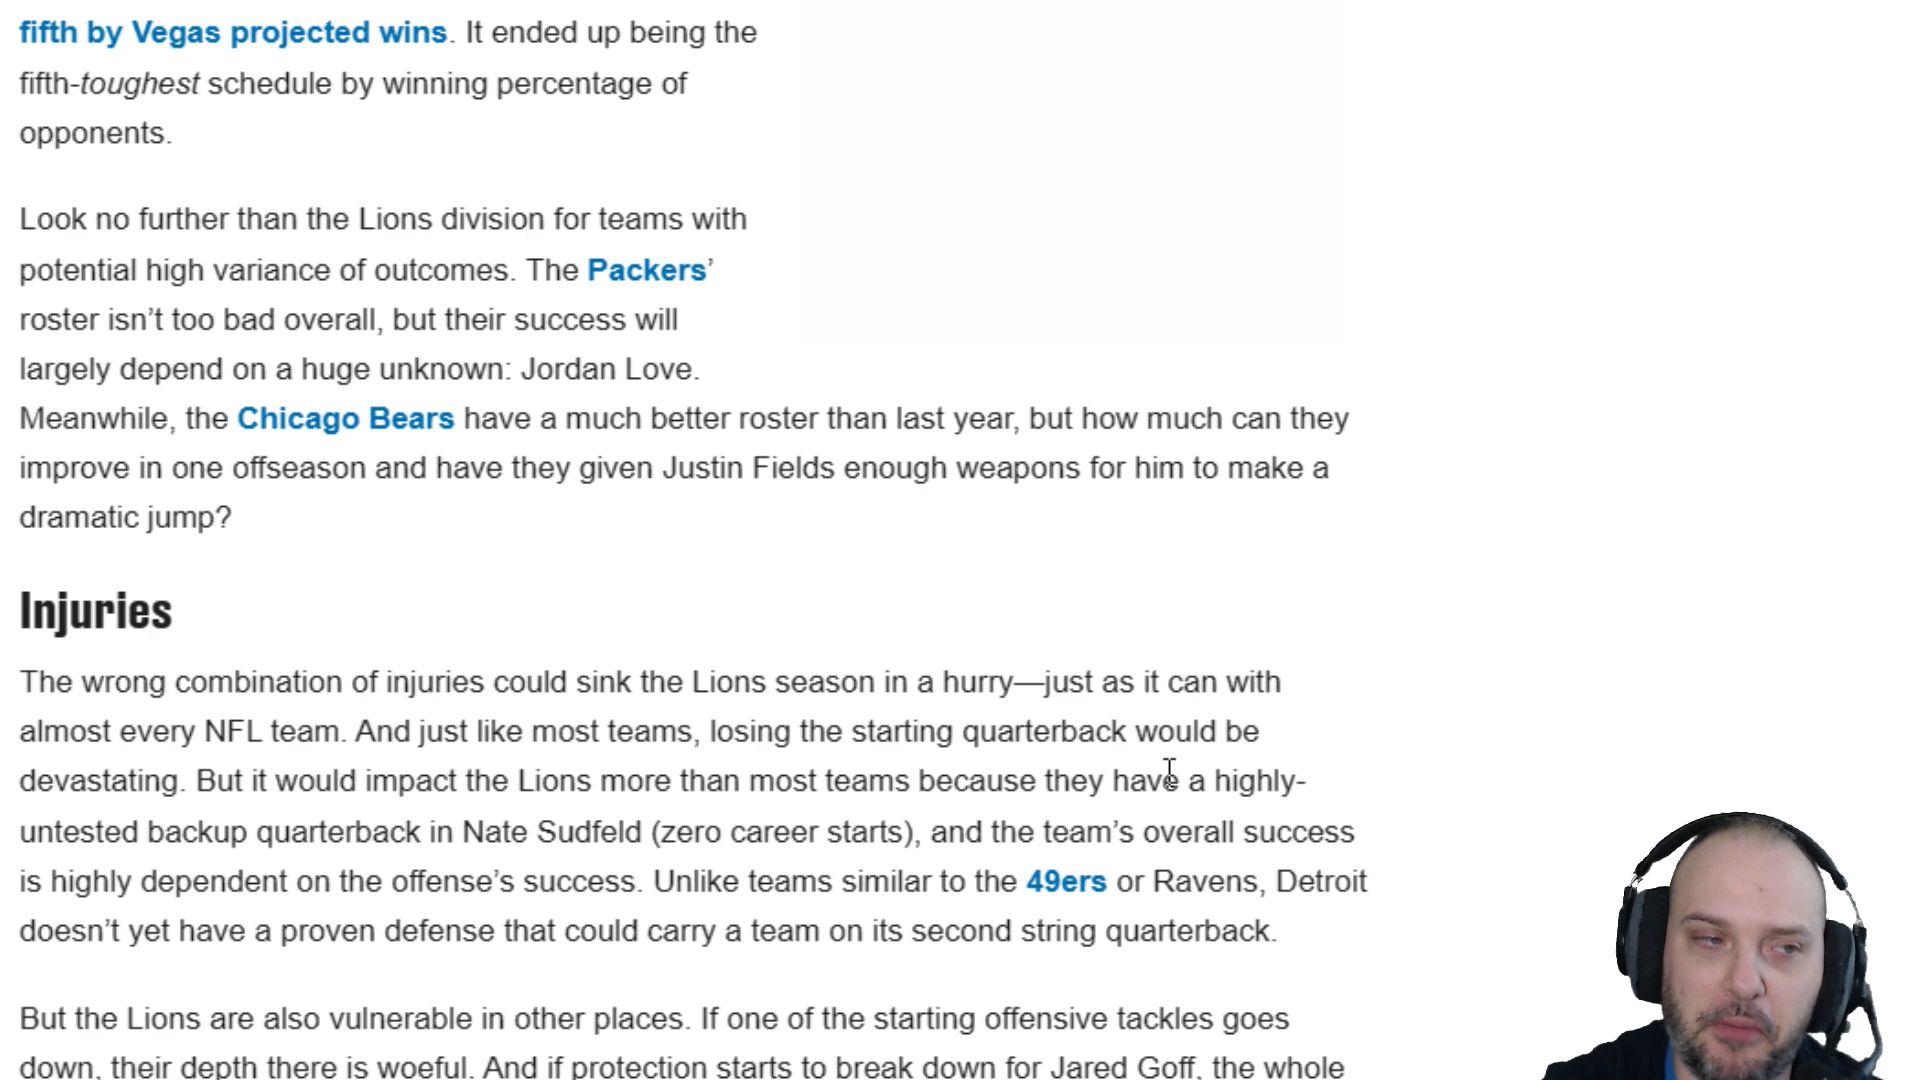 fifth by Vegas projected wins. It ended up being the
fifth-toughest schedule by winning percentage of
opponents.
Look no further than the Lions division for teams with
potential high variance of outcomes. The Packers’
roster isn’t too bad overall, but their success will
largely depend on a huge unknown: Jordan Love.
Meanwhile, the Chicago Bears have a much better roster than last year, but how much can they
improve in one offseason and have they given Justin Fields enough weapons for him to make a
dramatic jump?
Injuries
The wrong combination of injuries could sink the Lions season in a hurry—just as it can with
almost every NFL team. And just like most teams, losing the starting quarterback would be
devastating. But it would impact the Lions more than most teams because they have a highly-
untested backup quarterback in Nate Sudfeld (zero career starts), and the team’s overall success
is highly dependent on the offense’s success. Unlike teams similar to the 49ers or Ravens, Detroit
doesn’t yet have a proven defense that could carry a team on its second string quarterback.
But the Lions are also vulnerable in other places. If one of the starting offensive tackles goes
down, their depth there is woeful. And if protection starts to break down for Jared Goff, the whole